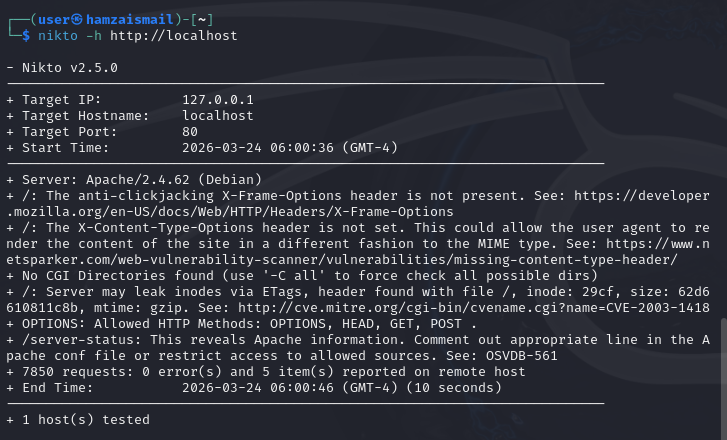 ┌──(user㉿hamzaismail)-[~]
└─$ nikto -h http://localhost
- Nikto v2.5.0
---------------------------------------------------------------------------
+ Target IP:          127.0.0.1
+ Target Hostname:    localhost
+ Target Port:        80
+ Start Time:         2026-03-24 06:00:36 (GMT-4)
---------------------------------------------------------------------------
+ Server: Apache/2.4.62 (Debian)
+ /: The anti-clickjacking X-Frame-Options header is not present. See: https://developer
.mozilla.org/en-US/docs/Web/HTTP/Headers/X-Frame-Options
+ /: The X-Content-Type-Options header is not set. This could allow the user agent to re
nder the content of the site in a different fashion to the MIME type. See: https://www.n
etsparker.com/web-vulnerability-scanner/vulnerabilities/missing-content-type-header/
+ No CGI Directories found (use '-C all' to force check all possible dirs)
+ /: Server may leak inodes via ETags, header found with file /, inode: 29cf, size: 62d6
610811c8b, mtime: gzip. See: http://cve.mitre.org/cgi-bin/cvename.cgi?name=CVE-2003-1418
+ OPTIONS: Allowed HTTP Methods: OPTIONS, HEAD, GET, POST .
+ /server-status: This reveals Apache information. Comment out appropriate line in the A
pache conf file or restrict access to allowed sources. See: OSVDB-561
+ 7850 requests: 0 error(s) and 5 item(s) reported on remote host
+ End Time:           2026-03-24 06:00:46 (GMT-4) (10 seconds)
---------------------------------------------------------------------------
+ 1 host(s) tested